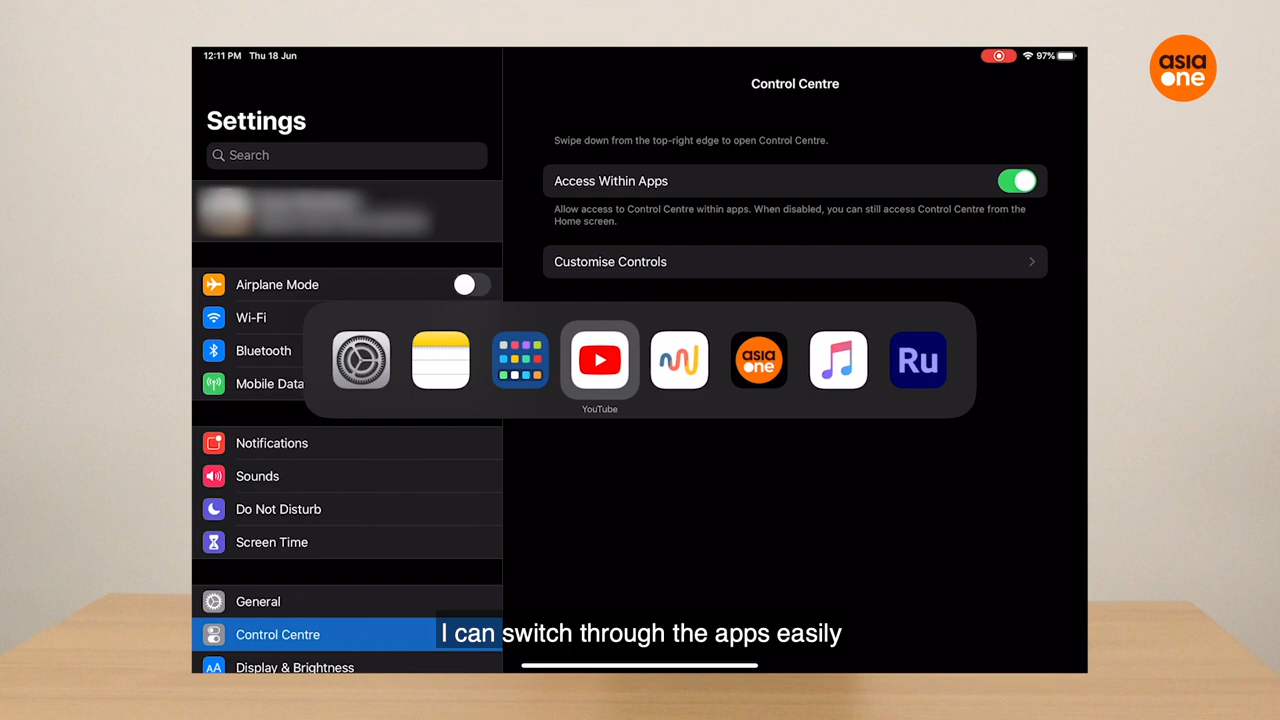 12:11 PM Thu 18 Jun
97%
asia
one
Control Centre
Settings
Search
Swipe down from the top-right edge to open Control Centre.
Access Within Apps
Allow access to Control Centre within apps. When disabled, you can still access Control Centre from the
Home screen.
Customise Controls
Airplane Mode
Wi-Fi
Bluetooth
Mobile Data
asia
one
Ru
YouTube
Notifications
Sounds
Do Not Disturb
Screen Time
General
Control Centre
AA
Display & Brightness
I can switch through the apps easily